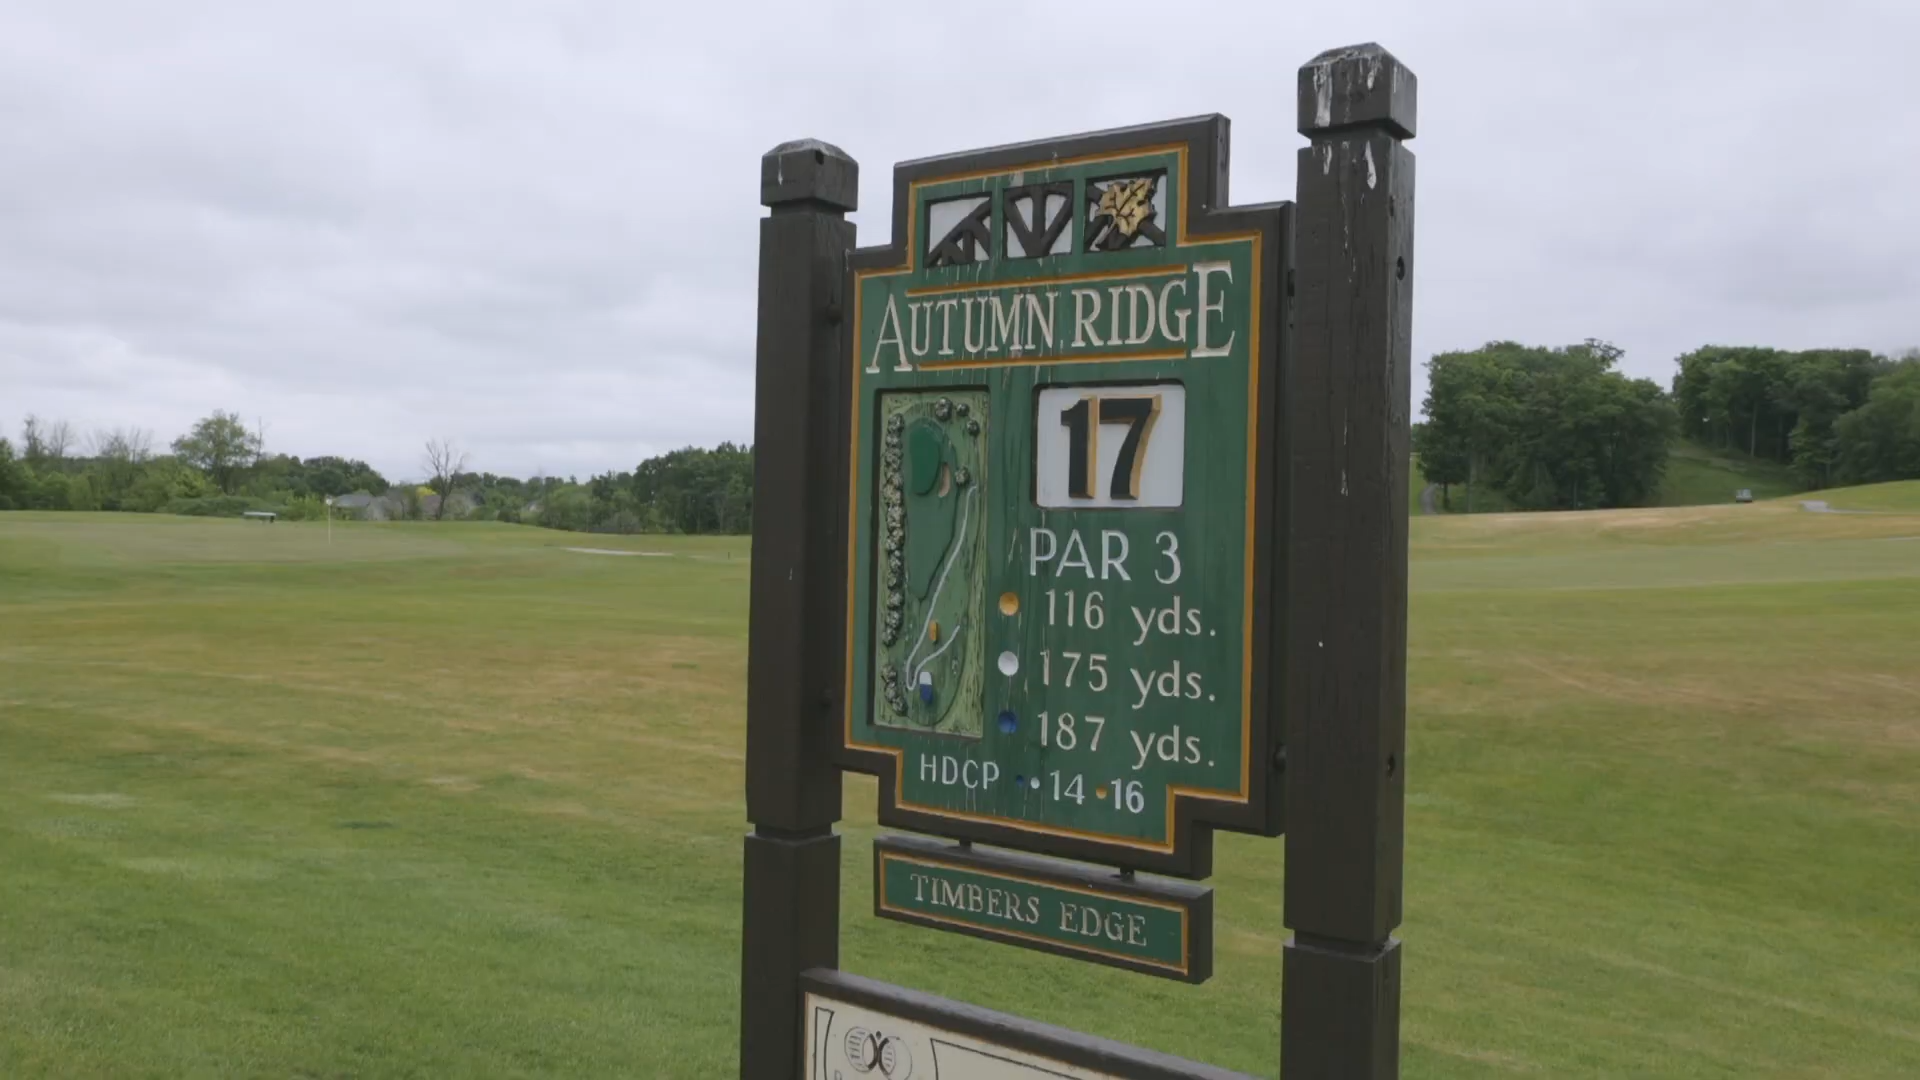 AUTUMN RIDGE
17
PAR 3
116 yds.
175 yds.
187 yds.
HDCP 14 16
TIMBERS EDGE